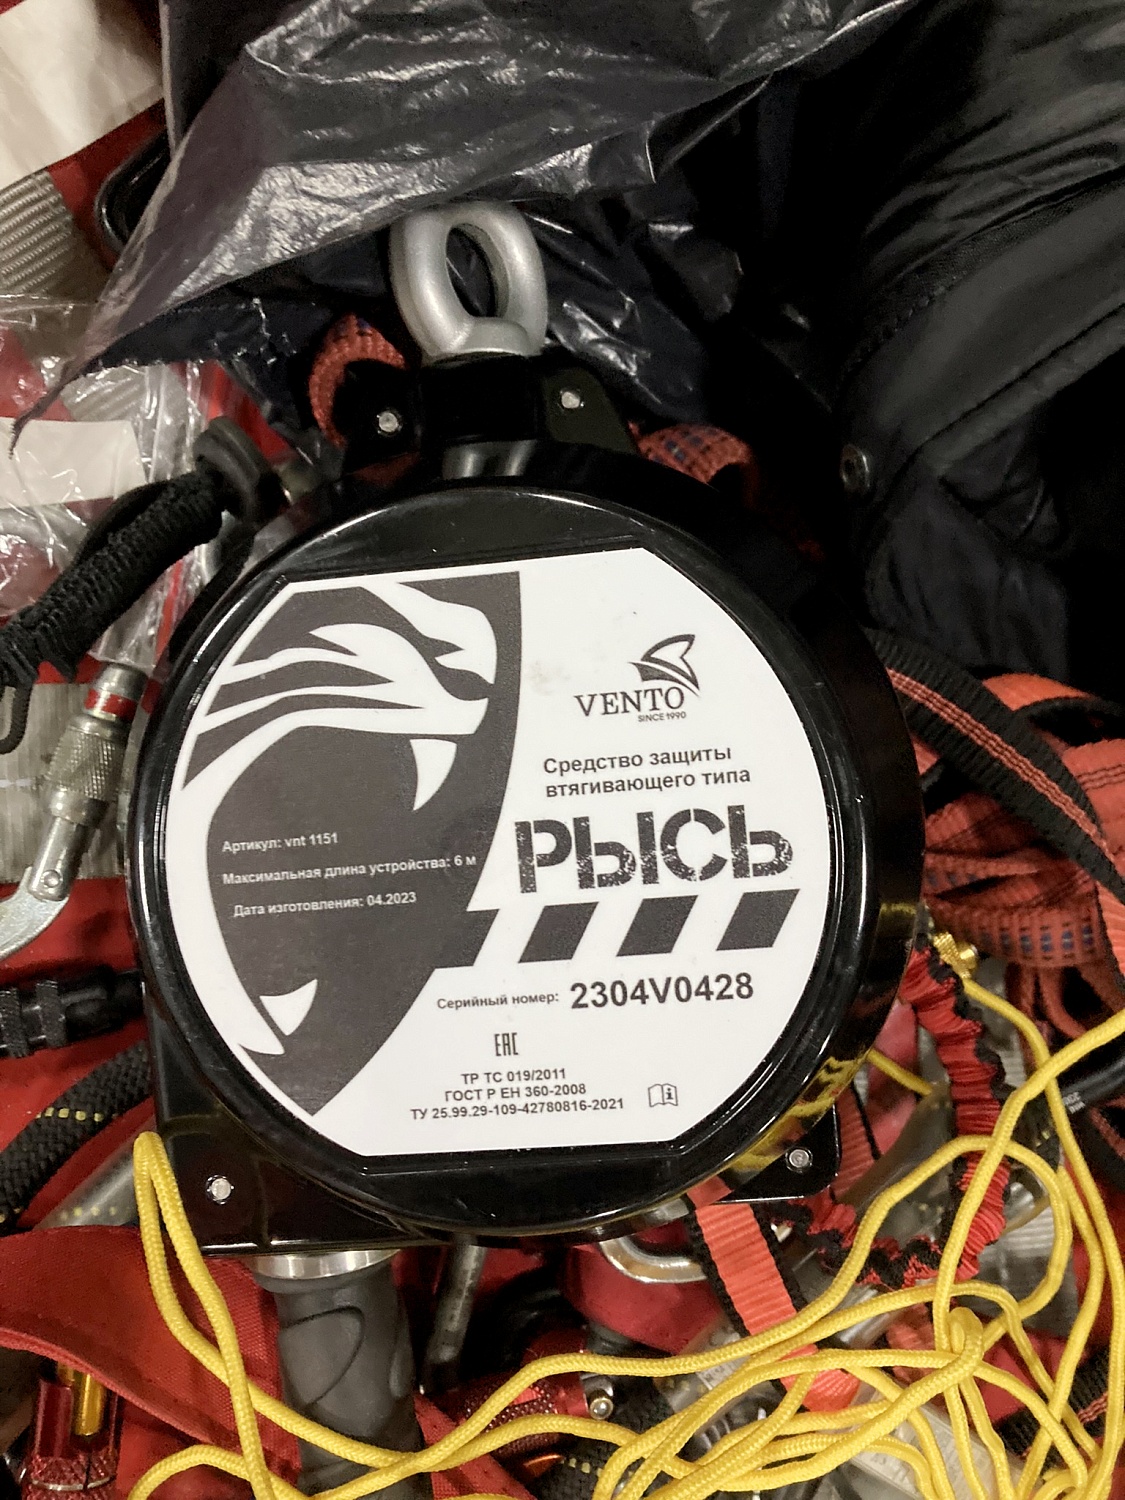 VENTO
SINCE 1990
Средство защиты
втягивающего типа
РЫСЬ
Артикул: vnt 1151
Максимальная длина устройства: 6 м
Дата изготовления: 04.2023
Серийный номер: 2304V0428
EAC
ТР ТС 019/2011
ГОСТ Р ЕН 360-2008
ТУ 25.99.29-109-42780816-2021
i